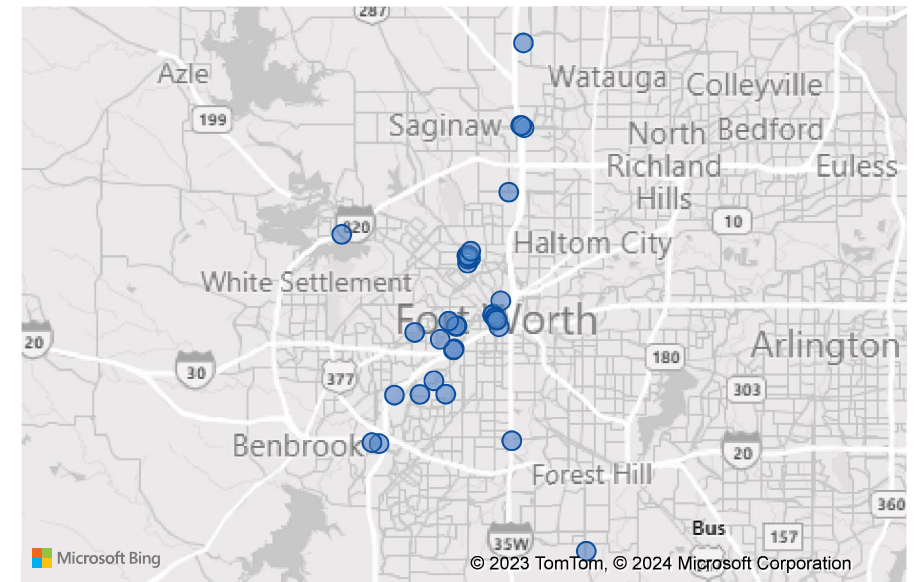 287
Azle
Watauga
Colleyville
199
Saginaw
North
Bedford
Richland
Hills
Euless
820
10
Haltom City
White Settlement
Fort Worth
20
Arlington
180
30
377
303
Benbrook
20
Forest Hill
360
Bus
157
35W
Microsoft Bing
© 2023 TomTom, © 2024 Microsoft Corporation